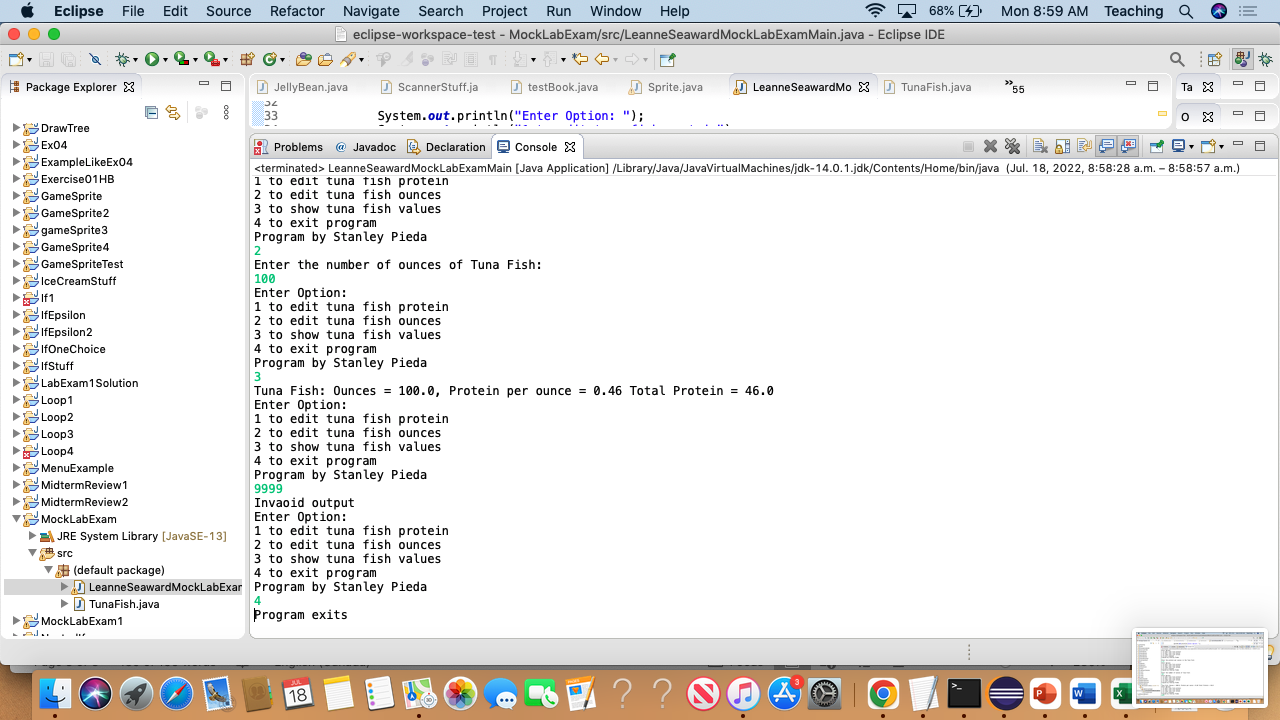 Eclipse File Edit Source Refactor Navigate Search Project Run Window Help 68% Mon 8:59 AM Teaching
eclipse-workspace-test - MockLabExam/src/LeanneSeawardMockLabExamMain.java - Eclipse IDE
Package Explorer
DrawTree
Ex04
ExampleLikeEx04
Exercise01HB
GameSprite
GameSprite2
gameSprite3
GameSprite4
GameSpriteTest
IceCreamStuff
If1
IfEpsilon
IfEpsilon2
IfOneChoice
IfStuff
LabExam1Solution
Loop1
Loop2
Loop3
Loop4
MenuExample
MidtermReview1
MidtermReview2
MockLabExam
JRE System Library [JavaSE-13]
src
(default package)
LeanneSeawardMockLabExar
TunaFish.java
MockLabExam1
JellyBean.java ScannerStuff.ja testBook.java Sprite.java LeanneSeawardMo TunaFish.java »55 Ta
O
32
33 System.out.println("Enter Option: ");
Problems Javadoc Declaration Console
<terminated> LeanneSeawardMockLabExamMain [Java Application] /Library/Java/JavaVirtualMachines/jdk-14.0.1.jdk/Contents/Home/bin/java (Jul. 18, 2022, 8:58:28 a.m. – 8:58:57 a.m.)
1 to edit tuna fish protein
2 to edit tuna fish ounces
3 to show tuna fish values
4 to exit program
Program by Stanley Pieda
2
Enter the number of ounces of Tuna Fish:
100
Enter Option:
1 to edit tuna fish protein
2 to edit tuna fish ounces
3 to show tuna fish values
4 to exit program
Program by Stanley Pieda
3
Tuna Fish: Ounces = 100.0, Protein per ounce = 0.46 Total Protein = 46.0
Enter Option:
1 to edit tuna fish protein
2 to edit tuna fish ounces
3 to show tuna fish values
4 to exit program
Program by Stanley Pieda
9999
Invaoid output
Enter Option:
1 to edit tuna fish protein
2 to edit tuna fish ounces
3 to show tuna fish values
4 to exit program
Program by Stanley Pieda
4
Program exits
JUL
18